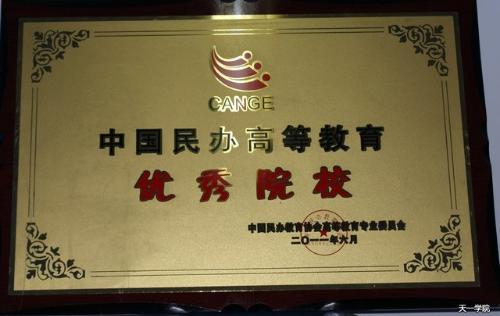 CANGE
中国民办高等教育
优秀院校
中国民办教育协会高等教育专业委员会
二〇一一年六月
天一学院